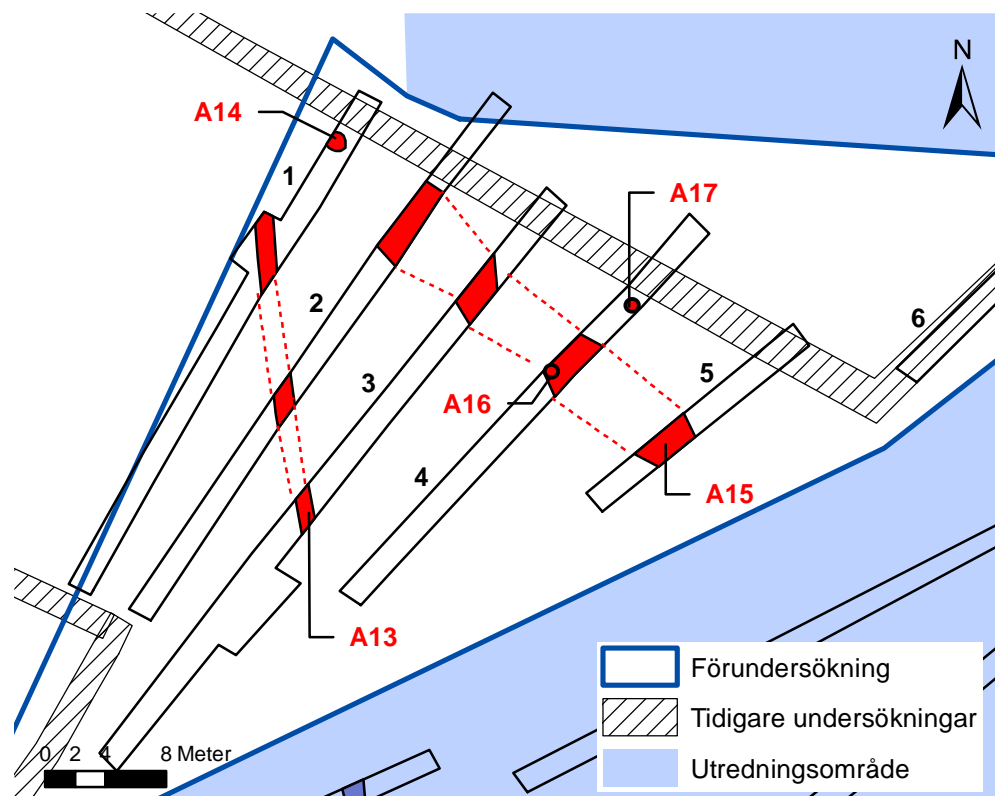 N
A14
1
A17
2
6
3
5
A16
4
A15
A13
Förundersökning
Tidigare undersökningar
Utredningsområde
0 2 4 8 Meter